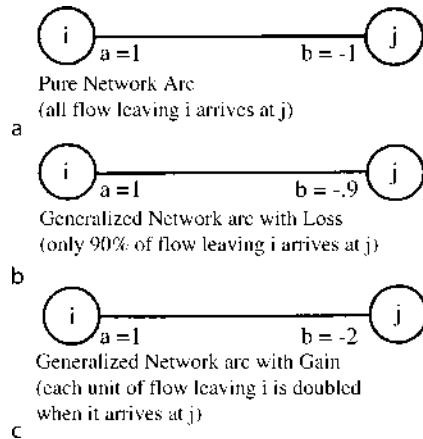 i j
a =1 b = -1
Pure Network Arc
(all flow leaving i arrives at j)
a
i j
a=1 b = -.9
Generalized Network arc with Loss
(only 90% of flow leaving i arrives at j)
b
i j
a=1 b = -2
Generalized Network arc with Gain
(each unit of flow leaving i is doubled
when it arrives at j)
c